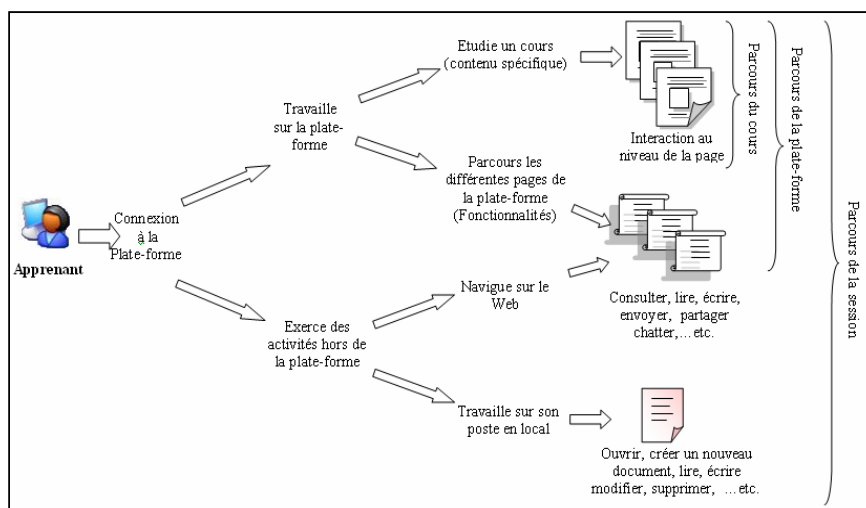 Apprenant
Connexion
à la
Plate-forme
Travaille
sur la plate-
forme
Exerce des
activités hors de
la plate-forme
Etudie un cours
(contenu spécifique)
Parcours les
différentes pages de
la plate-forme
(Fonctionnalités)
Navigue sur le
Web
Travaille sur son
poste en local
Interaction au
niveau de la page
Consulter, lire, écrire,
envoyer, partager
chatter,…etc.
Ouvrir, créer un nouveau
document, lire, écrire
modifier, supprimer, …etc.
Parcours
du cours
Parcours de la plate-forme
Parcours de la session